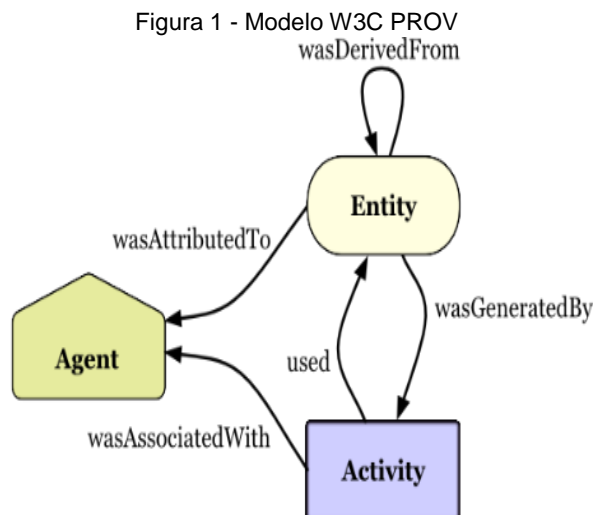 Figura 1 - Modelo W3C PROV
wasDerivedFrom
Entity
wasAttributedTo
wasGeneratedBy
Agent
used
wasAssociatedWith
Activity